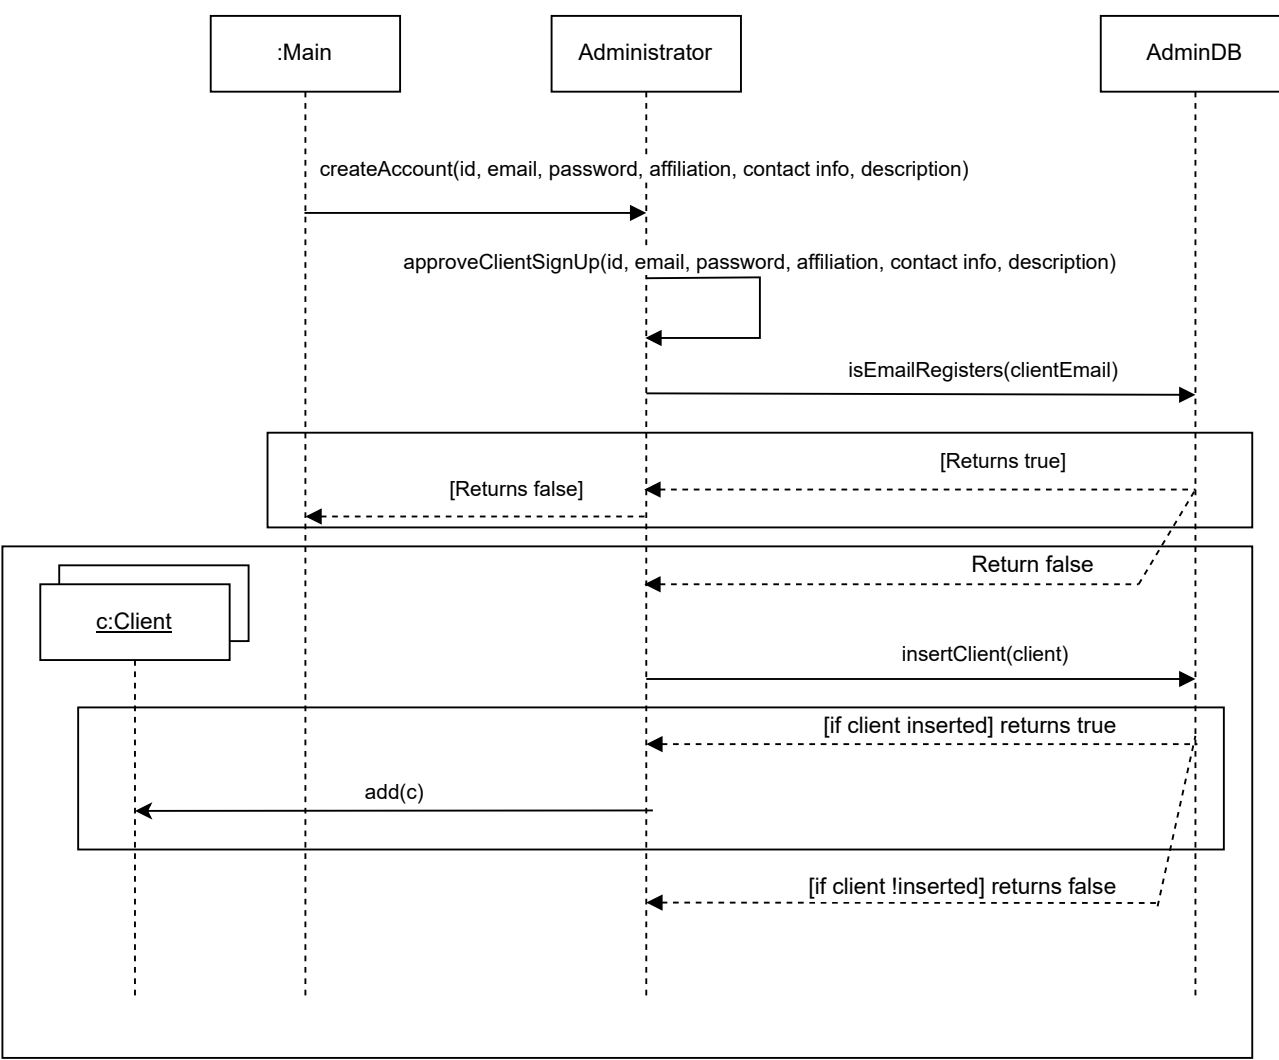 :Main
Administrator
AdminDB
createAccount(id, email, password, affiliation, contact info, description)
approveClientSignUp(id, email, password, affiliation, contact info, description)
isEmailRegisters(clientEmail)
[Returns true]
[Returns false]
Return false
c:Client
insertClient(client)
[if client inserted] returns true
add(c)
[if client !inserted] returns false